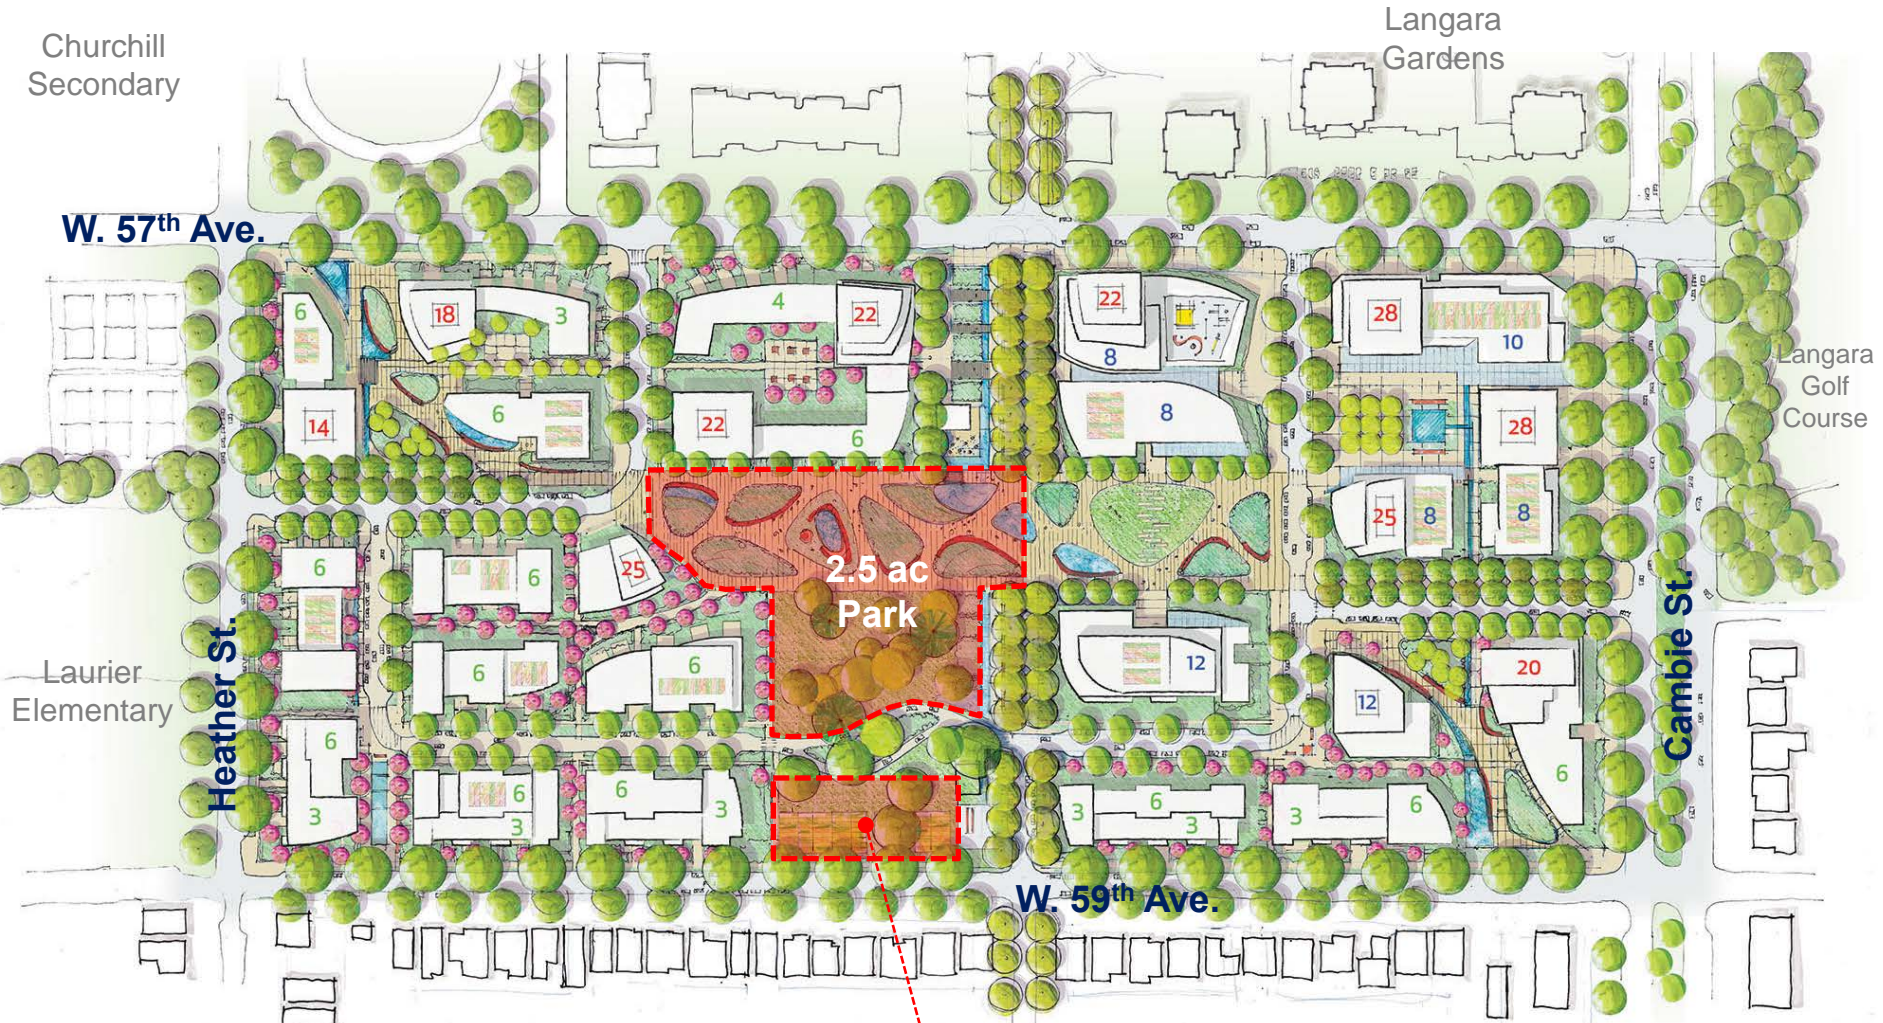 Langara
Gardens
Churchill
Secondary
W. 57th Ave.
6
18
3
4
22
22
8
28
10
14
6
22
6
8
28
Langara
Golf
Course
25
8
8
6
6
25
2.5 ac
Park
6
6
12
20
12
Laurier
Elementary
Heather St.
Cambie St.
6
3
6
3
6
3
3
6
3
3
6
6
W. 59th Ave.